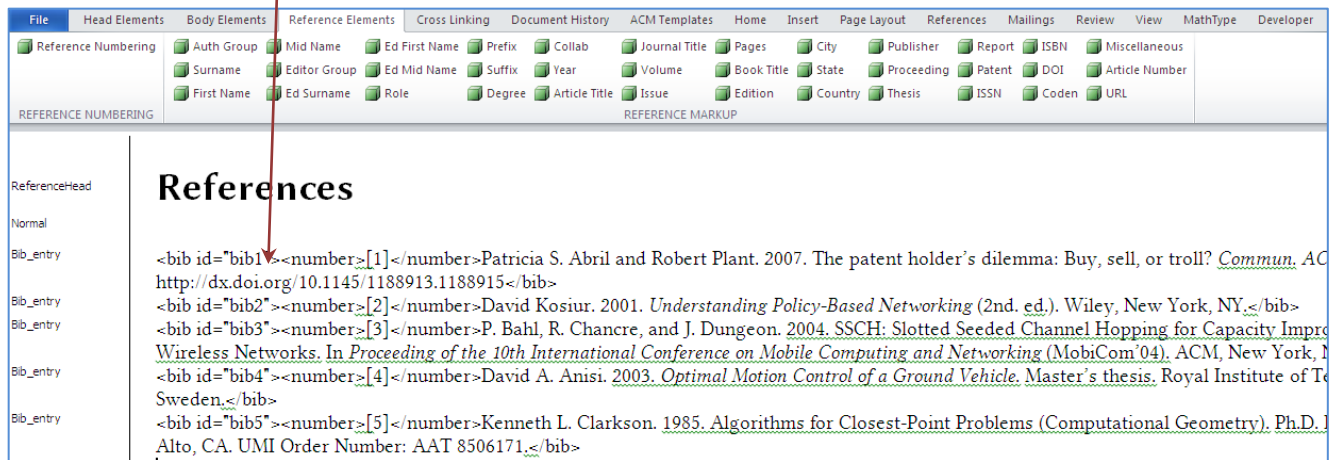 File Head Elements Body Elements Reference Elements Cross Linking Document History ACM Templates Home Insert Page Layout References Mailings Review View MathType Developer
Reference Numbering Auth Group Mid Name Ed First Name Prefix Collab Journal Title Pages City Publisher Report ISBN Miscellaneous
Surname Editor Group Ed Mid Name Suffix Year Volume Book Title State Proceeding Patent DOI Article Number
First Name Ed Surname Role Degree Article Title Issue Edition Country Thesis ISSN Coden URL
REFERENCE NUMBERING REFERENCE MARKUP
ReferenceHead References
Normal
Bib_entry <bib id="bib1"><number>[1]</number>Patricia S. Abril and Robert Plant. 2007. The patent holder's dilemma: Buy, sell, or troll? Commun. AC
http://dx.doi.org/10.1145/1188913.1188915</bib>
Bib_entry <bib id="bib2"><number>[2]</number>David Kosiur. 2001. Understanding Policy-Based Networking (2nd. ed.). Wiley, New York, NY.</bib>
Bib_entry <bib id="bib3"><number>[3]</number>P. Bahl, R. Chancre, and J. Dungeon. 2004. SSCH: Slotted Seeded Channel Hopping for Capacity Impro
Wireless Networks. In Proceeding of the 10th International Conference on Mobile Computing and Networking (MobiCom'04). ACM, New York,
Bib_entry <bib id="bib4"><number>[4]</number>David A. Anisi. 2003. Optimal Motion Control of a Ground Vehicle. Master's thesis. Royal Institute of Te
Sweden.</bib>
Bib_entry <bib id="bib5"><number>[5]</number>Kenneth L. Clarkson. 1985. Algorithms for Closest-Point Problems (Computational Geometry). Ph.D.
Alto, CA. UMI Order Number: AAT 8506171.</bib>